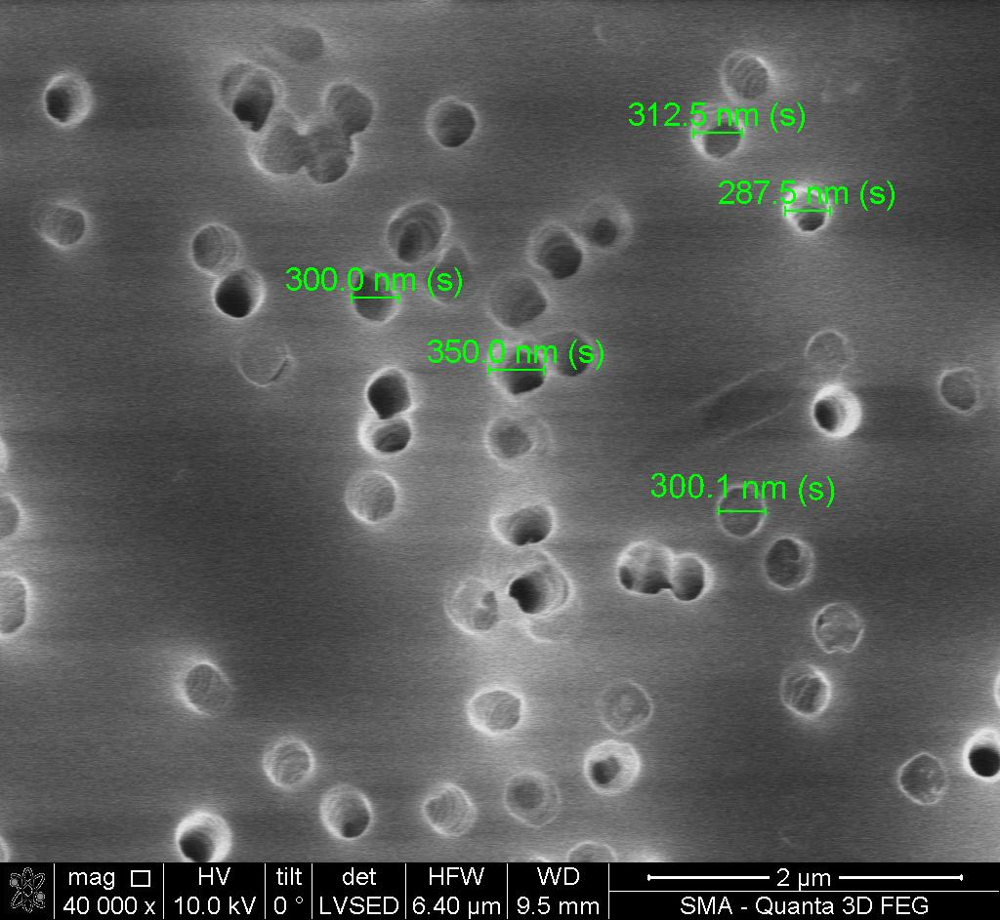 312.5 nm (s)
287.5 nm (s)
300.0 nm (s)
350.0 nm (s)
300.1 nm (s)
mag HV tilt det HFW WD 2 µm
40 000 x 10.0 kV 0 ° LVSED 6.40 µm 9.5 mm SMA - Quanta 3D FEG